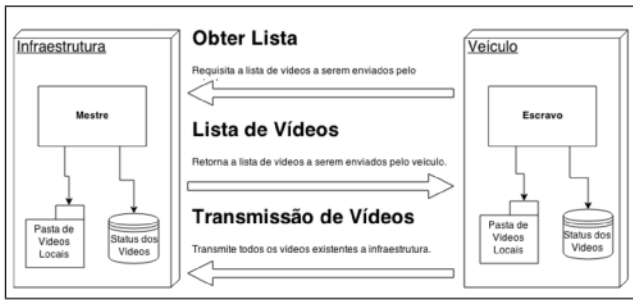 Infraestrutura
Mestre
Pasta de
Vídeos
Locais
Status dos
Vídeos
Obter Lista
Requisita a lista de vídeos a serem enviados pelo
Lista de Vídeos
Retorna a lista de vídeos a serem enviados pelo veículo.
Transmissão de Vídeos
Transmite todos os vídeos existentes a infraestrutura.
Veículo
Escravo
Pasta de
Vídeos
Locais
Status dos
Vídeos